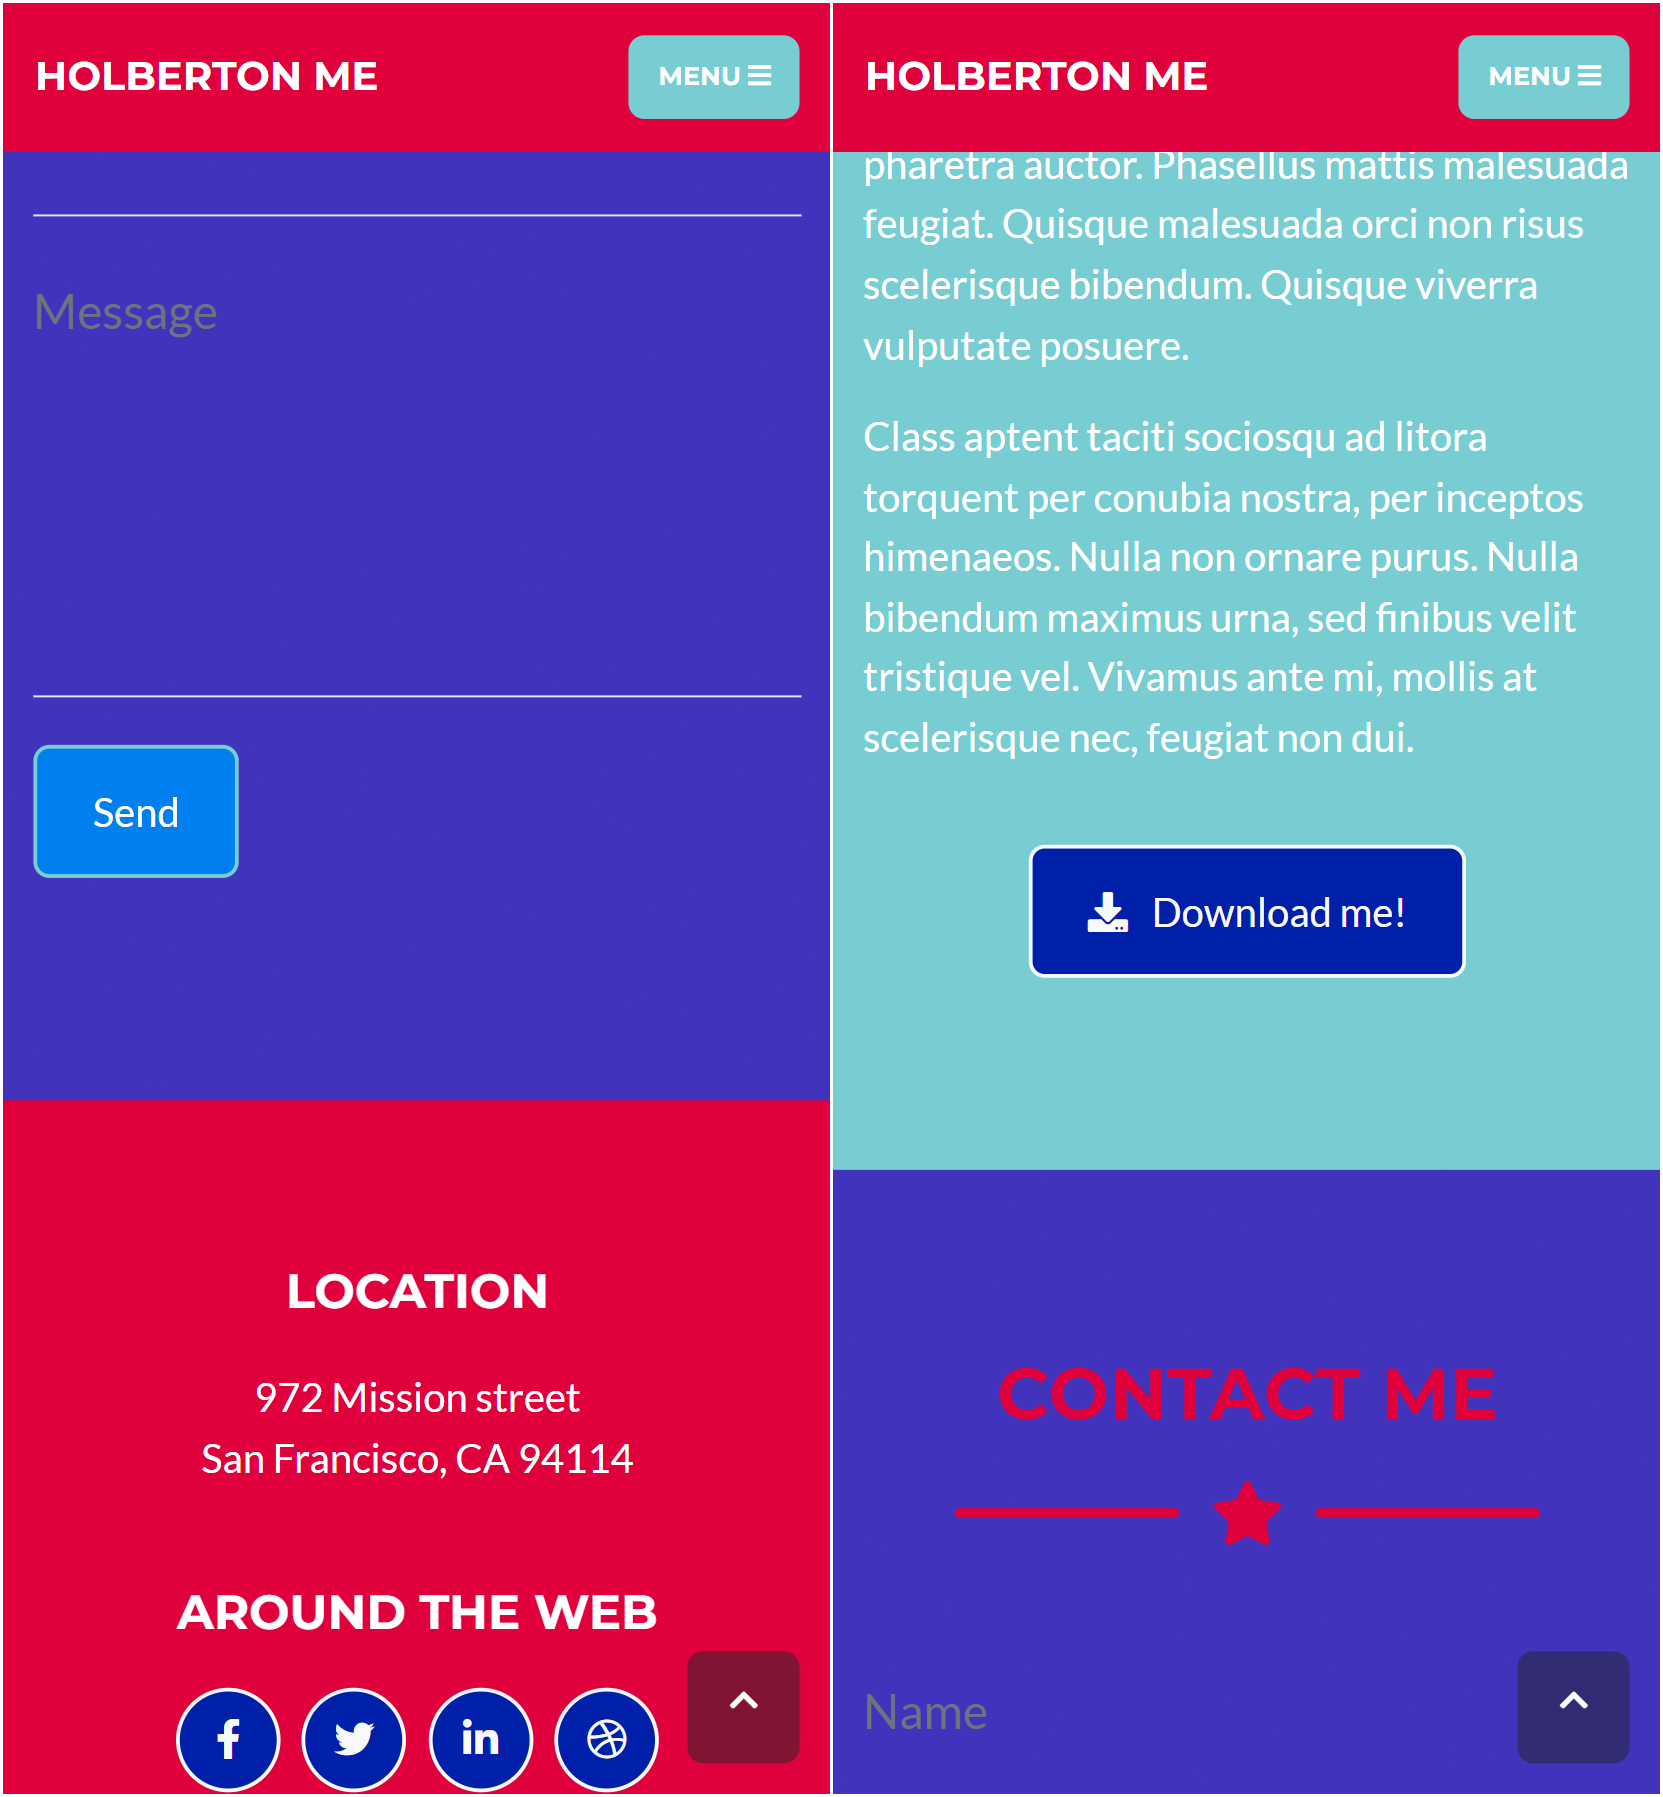 HOLBERTON ME
MENU
Message
Send
LOCATION
972 Mission street
San Francisco, CA 94114
AROUND THE WEB
HOLBERTON ME
MENU
pharetra auctor. Phasellus mattis malesuada
feugiat. Quisque malesuada orci non risus
scelerisque bibendum. Quisque viverra
vulputate posuere.
Class aptent taciti sociosqu ad litora
torquent per conubia nostra, per inceptos
himenaeos. Nulla non ornare purus. Nulla
bibendum maximus urna, sed finibus velit
tristique vel. Vivamus ante mi, mollis at
scelerisque nec, feugiat non dui.
Download me!
CONTACT ME
Name